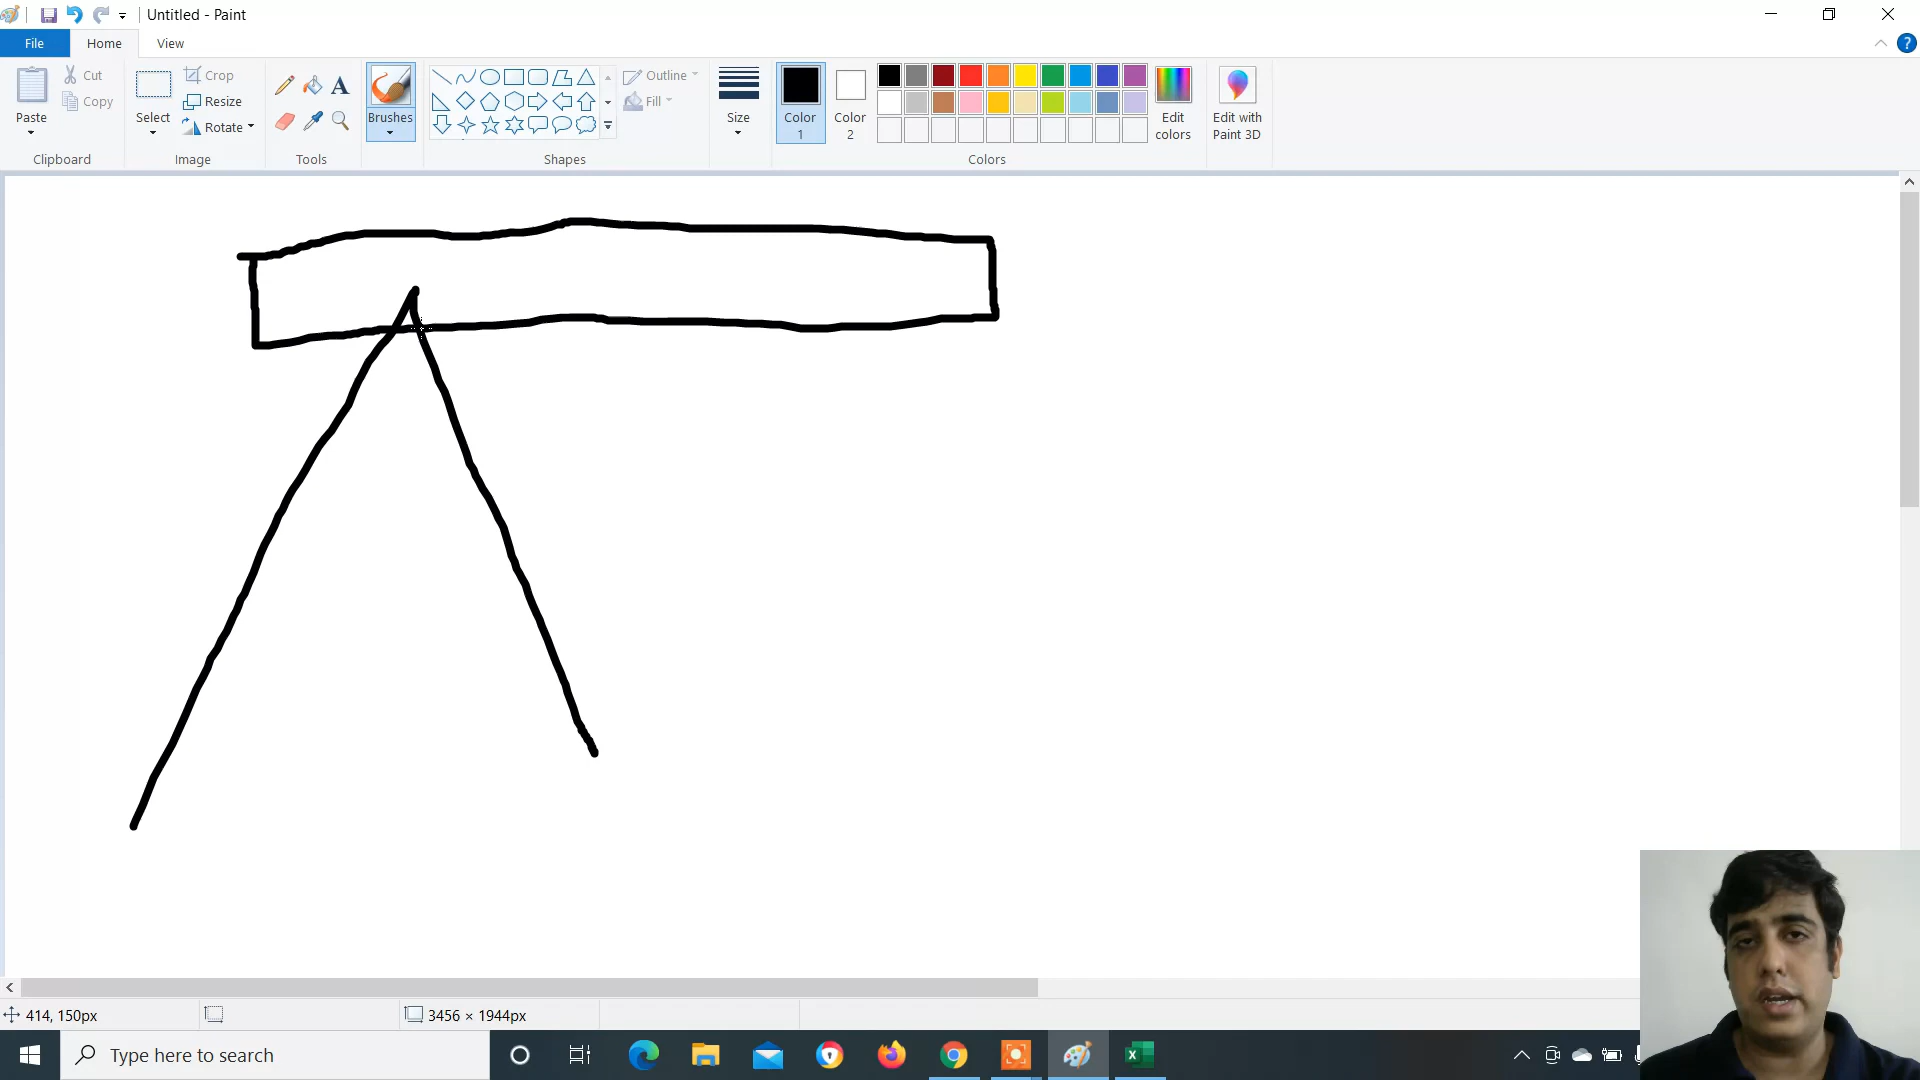 Untitled - Paint
File Home View
Paste
Cut
Copy
Clipboard
Select
Crop
Resize
Rotate
Image
A
Tools
Brushes
Outline
Fill
Shapes
Size
Color 1
Color 2
Edit colors
Colors
Edit with Paint 3D
?
414, 150px
3456 × 1944px
Type here to search